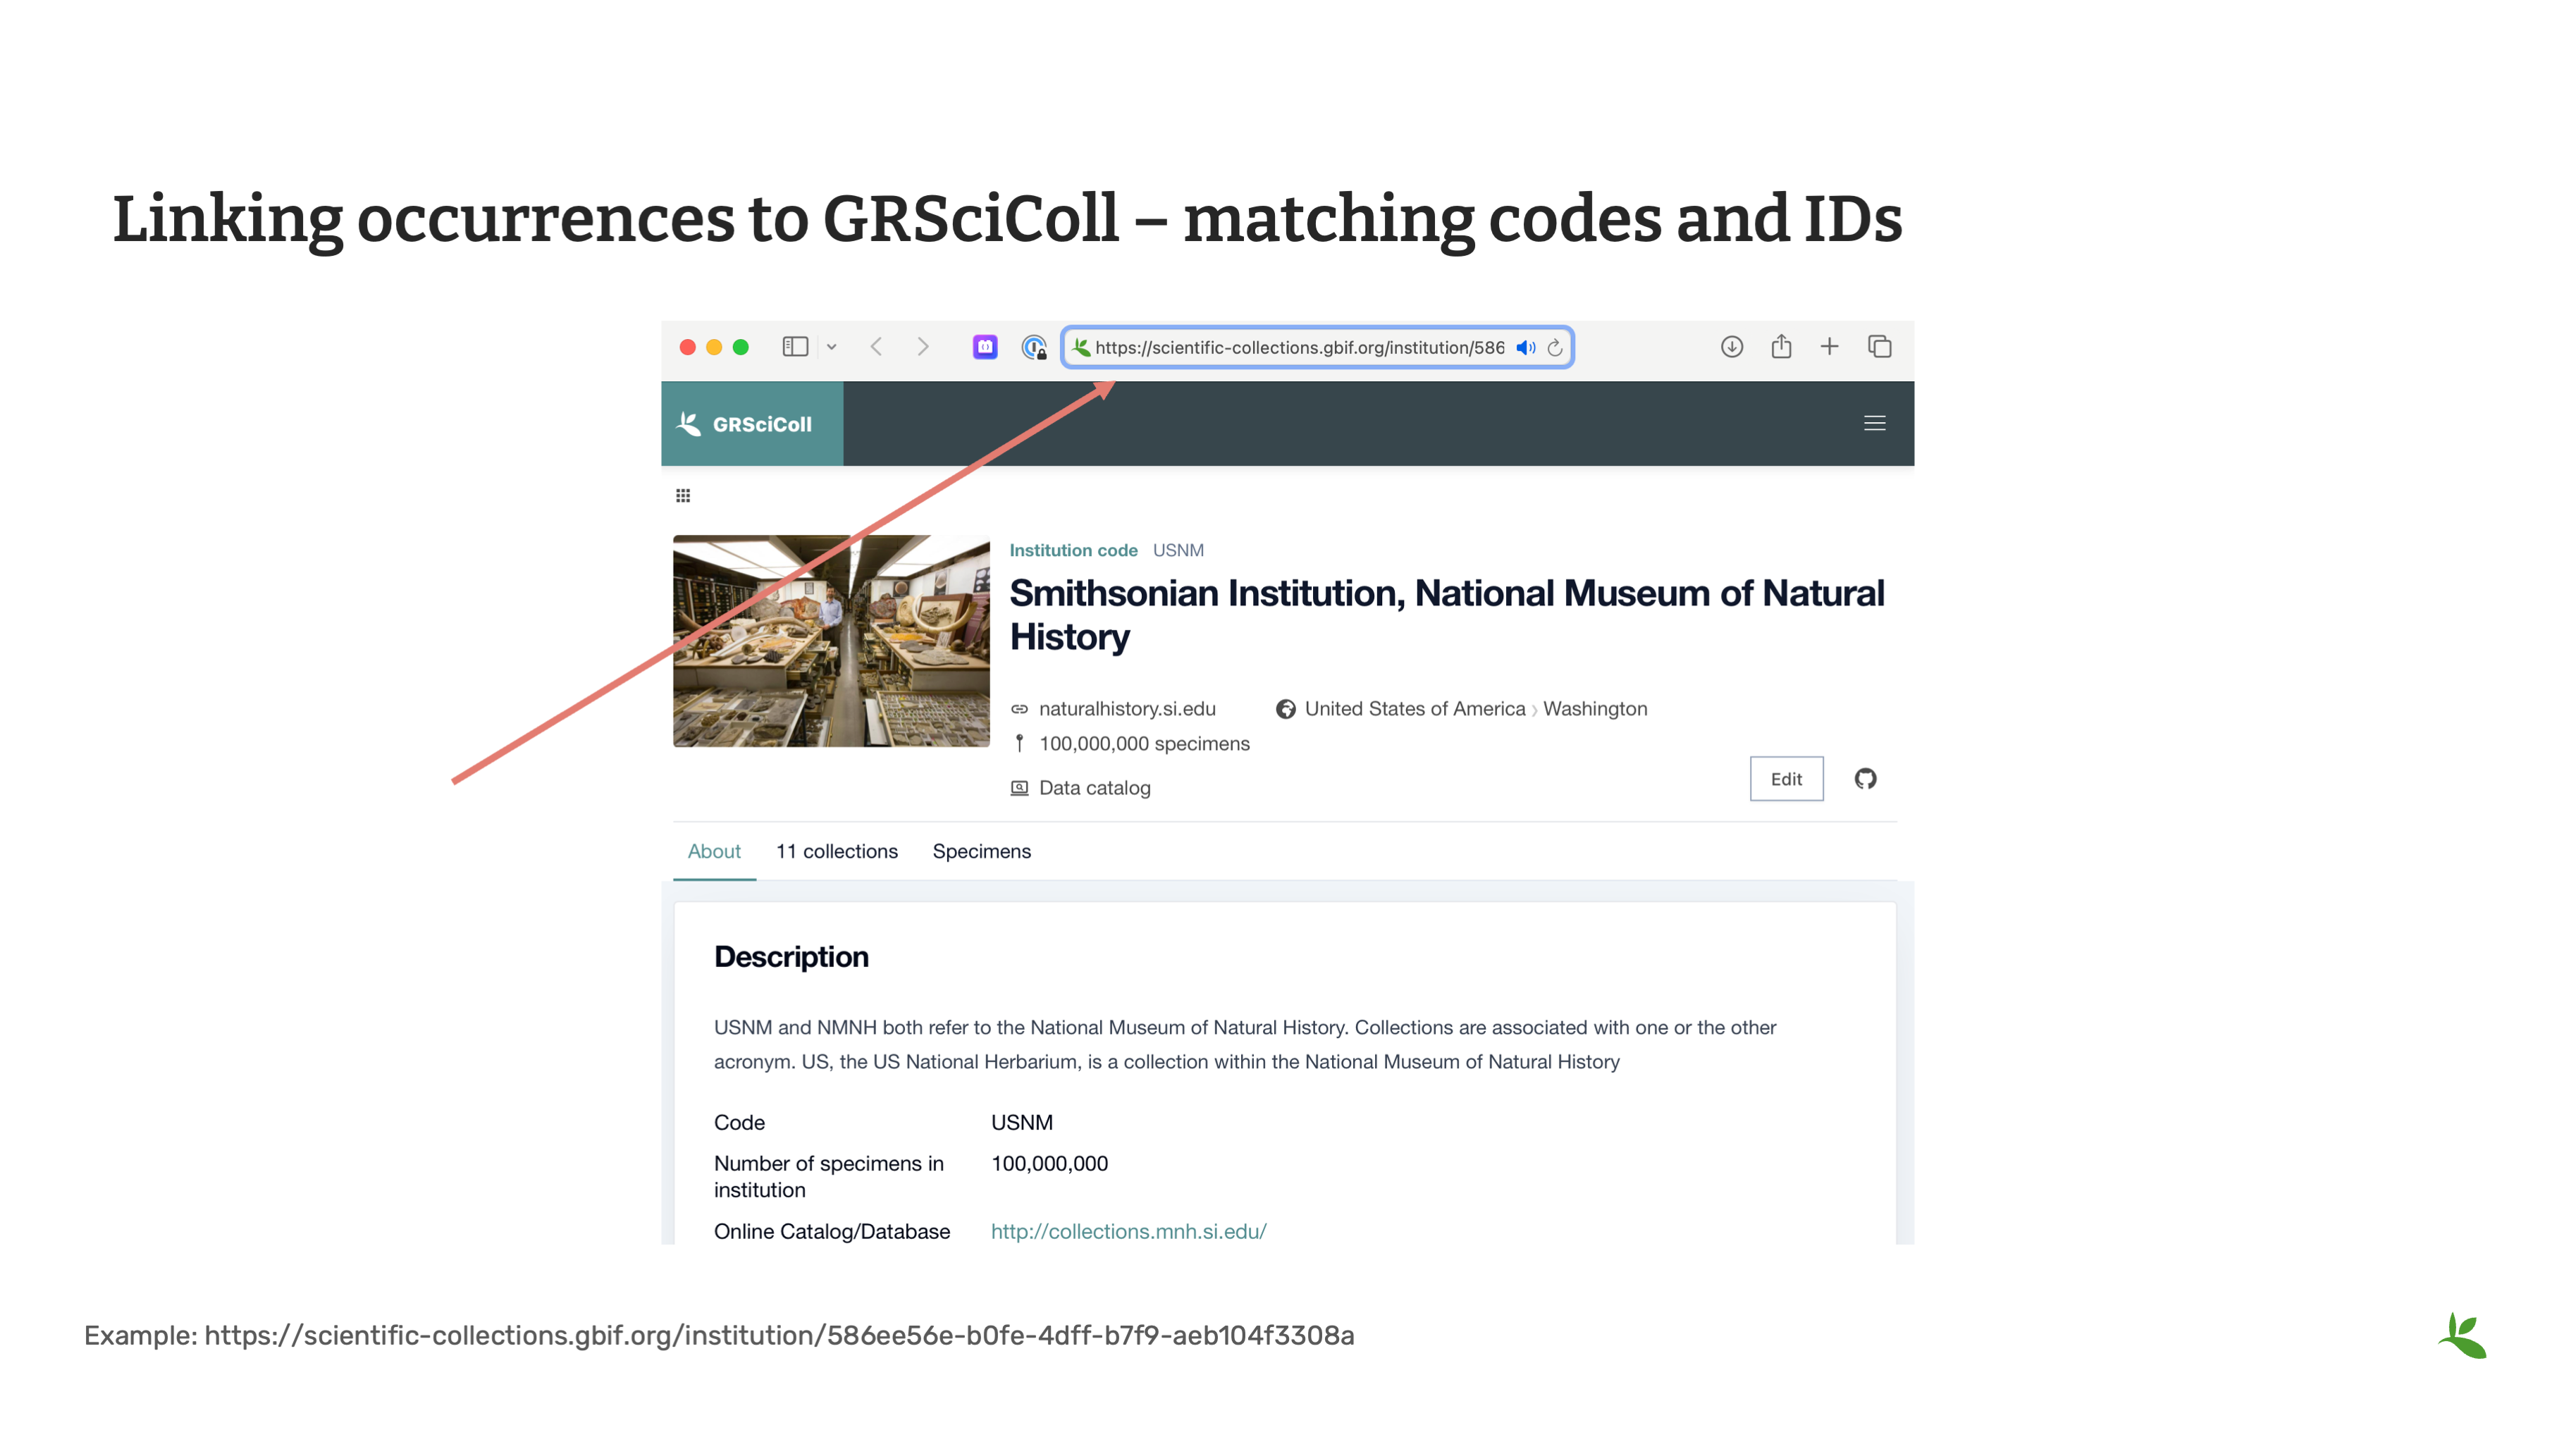 Linking occurrences to GRSciColl – matching codes and IDs
https://scientific-collections.gbif.org/institution/586
GRSciColl
Institution code USNM
Smithsonian Institution, National Museum of Natural
History
naturalhistory.si.edu United States of America › Washington
100,000,000 specimens
Data catalog
Edit
About 11 collections Specimens
Description
USNM and NMNH both refer to the National Museum of Natural History. Collections are associated with one or the other
acronym. US, the US National Herbarium, is a collection within the National Museum of Natural History
Code USNM
Number of specimens in 100,000,000
institution
Online Catalog/Database http://collections.mnh.si.edu/
Example: https://scientific-collections.gbif.org/institution/586ee56e-b0fe-4dff-b7f9-aeb104f3308a